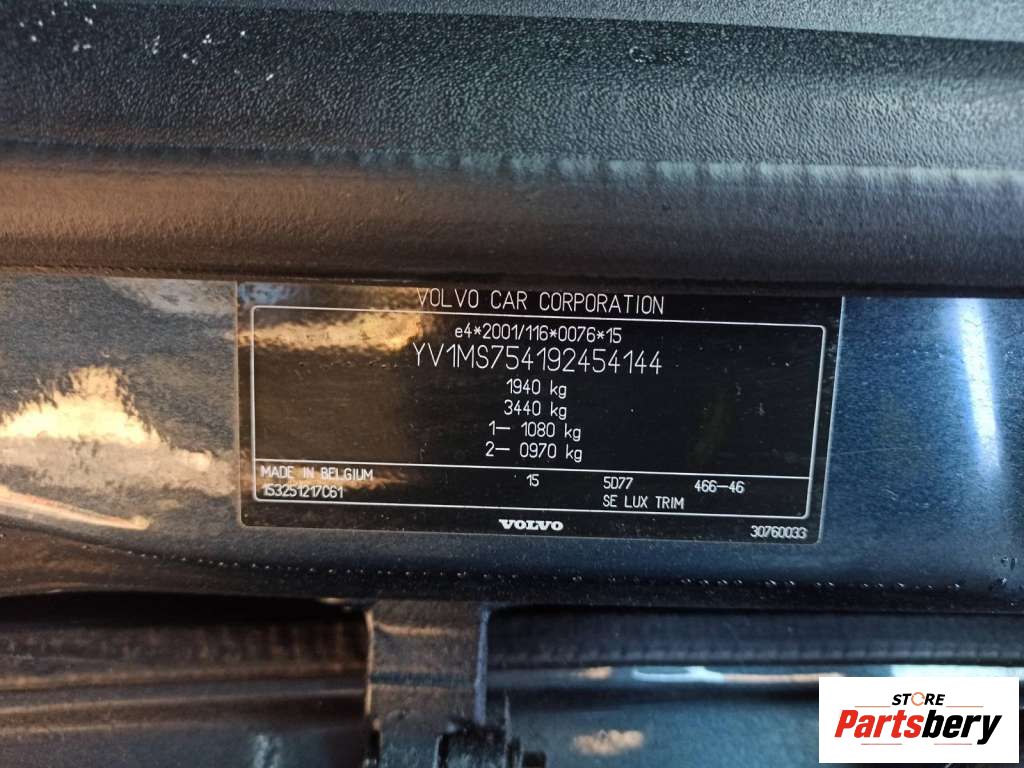 VOLVO CAR CORPORATION
e4*2001/116*0076*15
YV1MS754192454144
1940 kg
3440 kg
1- 1080 kg
2- 0970 kg
MADE IN BELGIUM 15 5D77 466-46
153251217C61 SE LUX TRIM
VOLVO 30760033
STORE
Partsbery